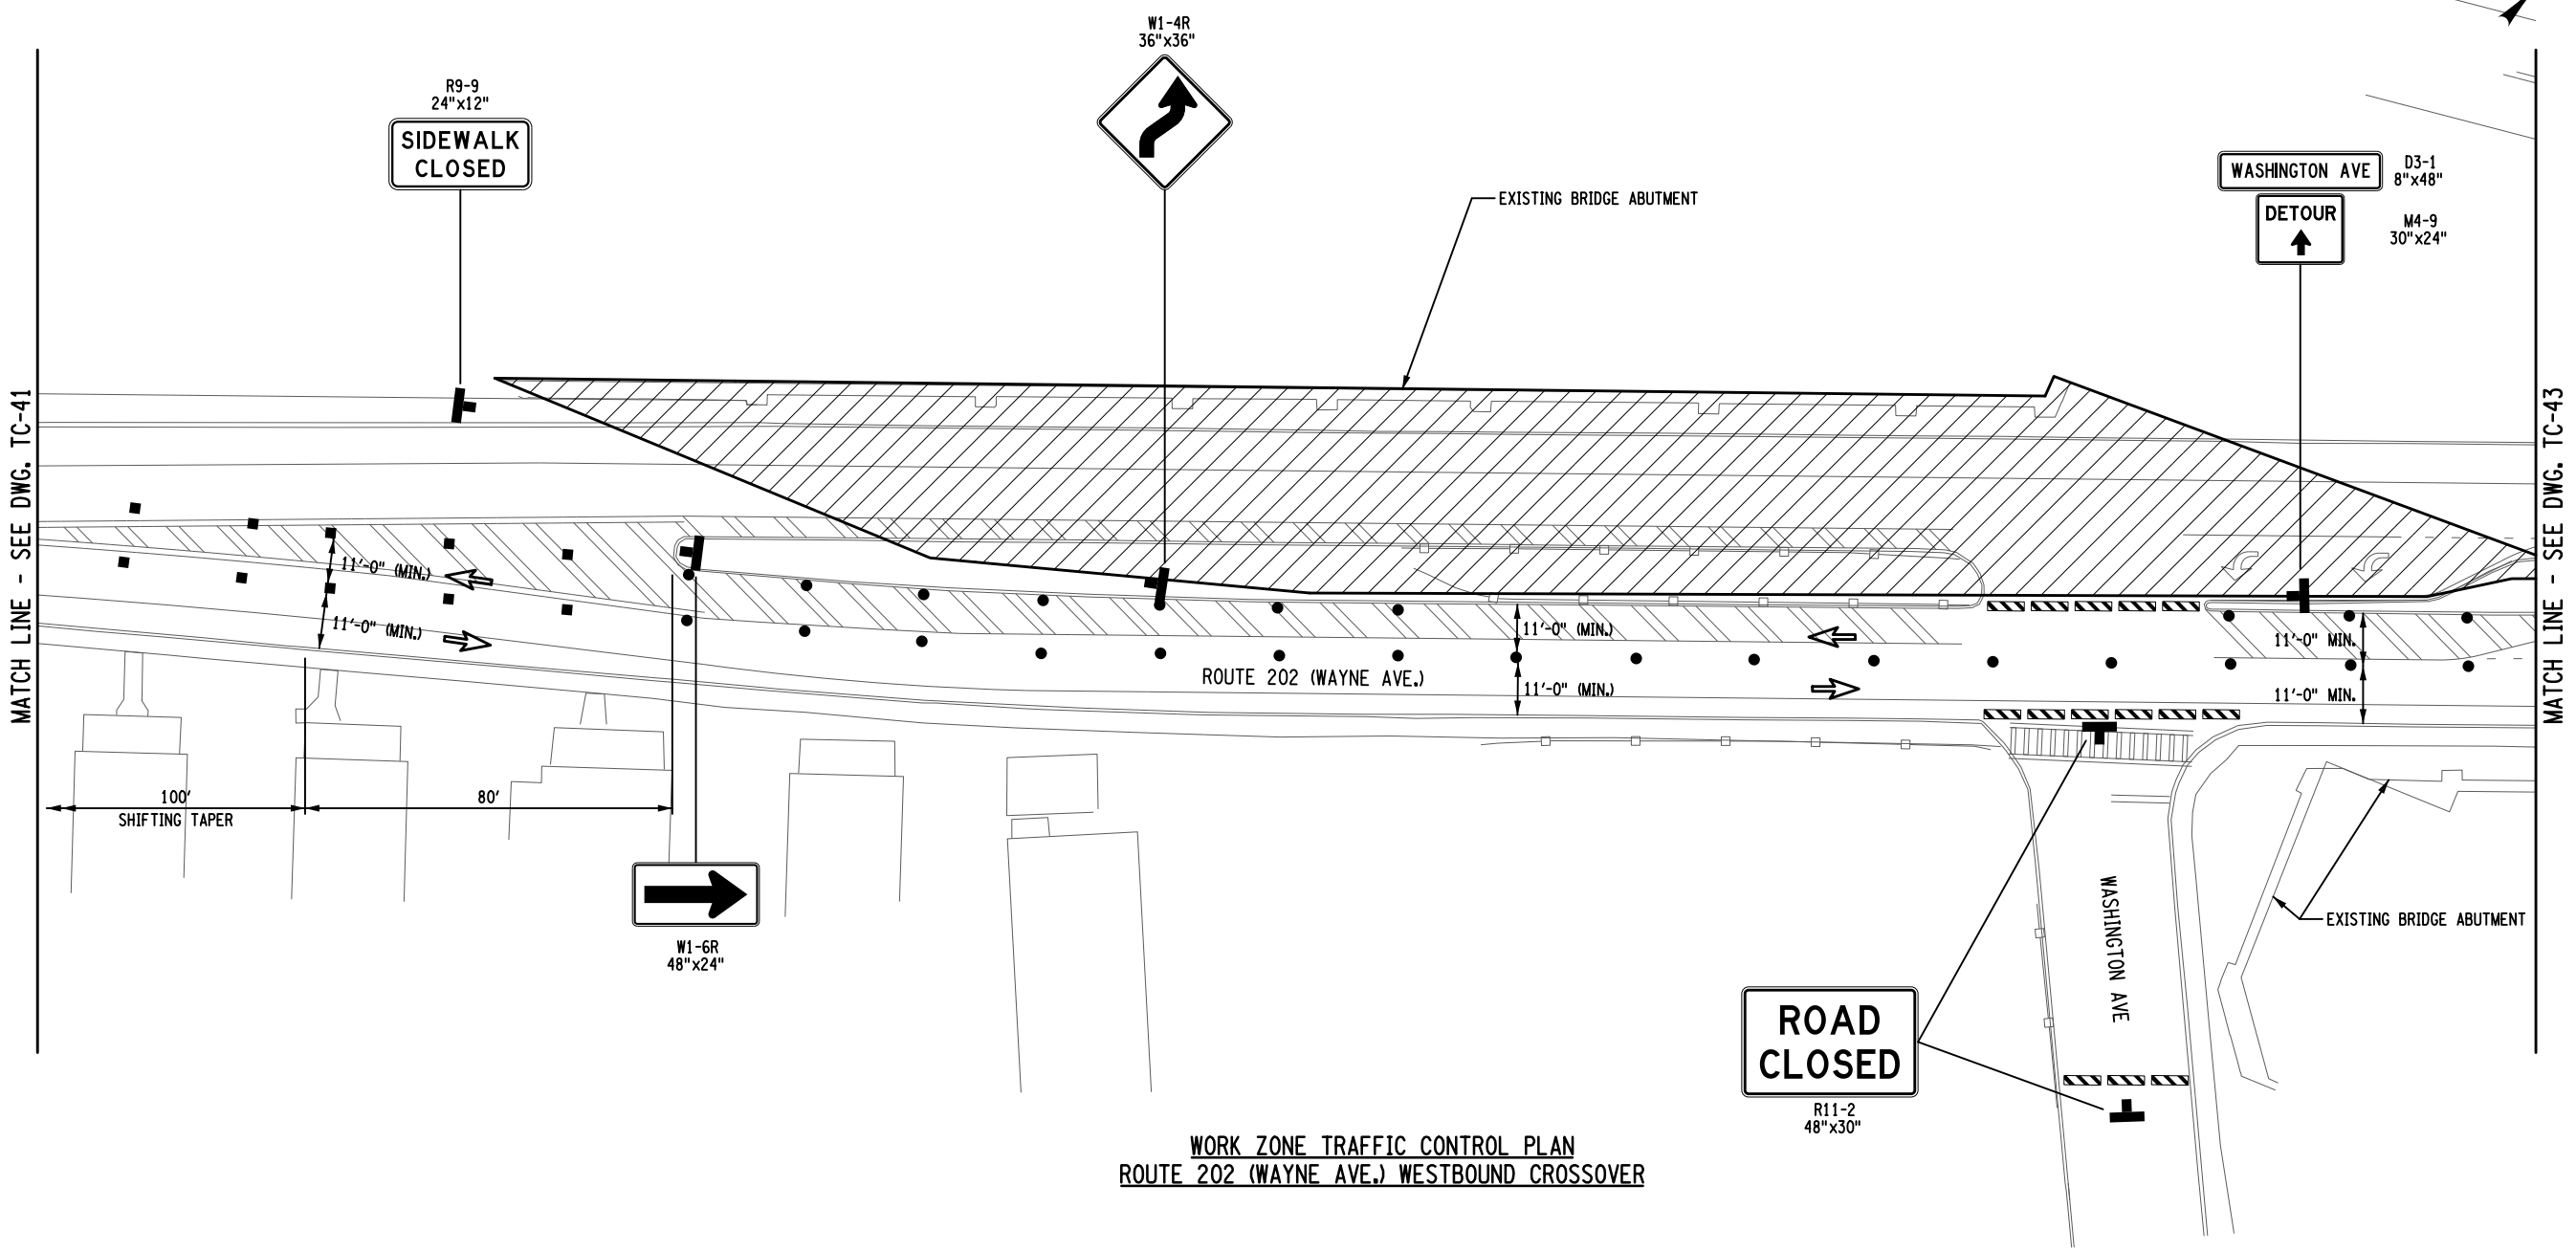 W1-4R
36"x36"
R9-9
24"x12"
SIDEWALK
CLOSED
WASHINGTON AVE
D3-1
8"x48"
DETOUR
M4-9
30"x24"
EXISTING BRIDGE ABUTMENT
MATCH LINE - SEE DWG. TC-41
MATCH LINE - SEE DWG. TC-43
11'-0" (MIN.)
11'-0" (MIN.)
11'-0" (MIN.)
11'-0" (MIN.)
11'-0" MIN.
11'-0" MIN.
ROUTE 202 (WAYNE AVE.)
100'
SHIFTING TAPER
80'
W1-6R
48"x24"
WASHINGTON AVE
EXISTING BRIDGE ABUTMENT
ROAD
CLOSED
R11-2
48"x30"
WORK ZONE TRAFFIC CONTROL PLAN
ROUTE 202 (WAYNE AVE.) WESTBOUND CROSSOVER